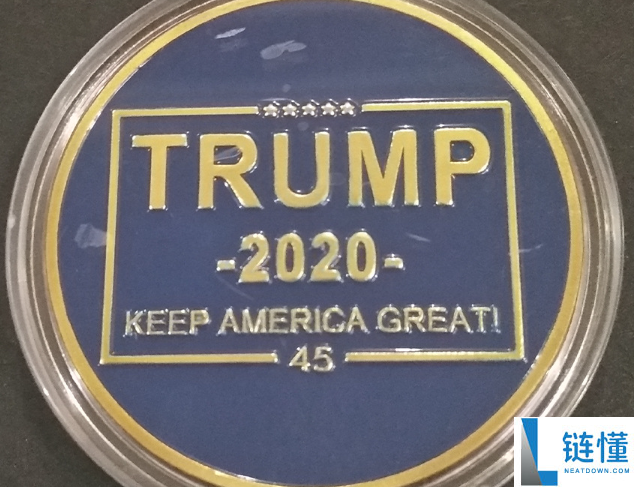 TRUMP
-2020-
KEEP AMERICA GREAT!
45
链懂
NEATDOWN.COM